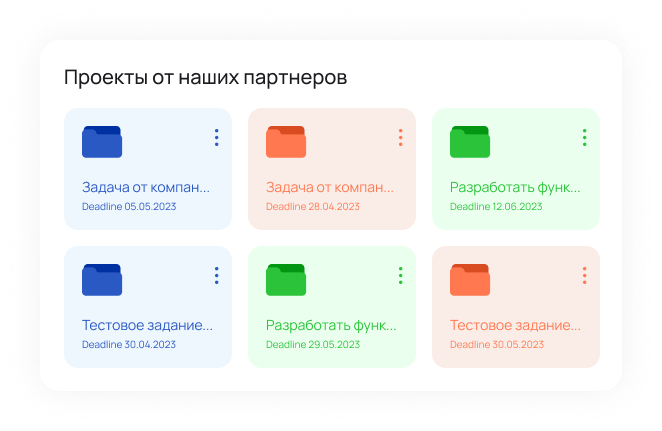 Проекты от наших партнеров
Задача от компан...
Deadline 05.05.2023
Задача от компан...
Deadline 28.04.2023
Разработать функ...
Deadline 12.06.2023
Тестовое задание...
Deadline 30.04.2023
Разработать функ...
Deadline 29.05.2023
Тестовое задание...
Deadline 30.05.2023